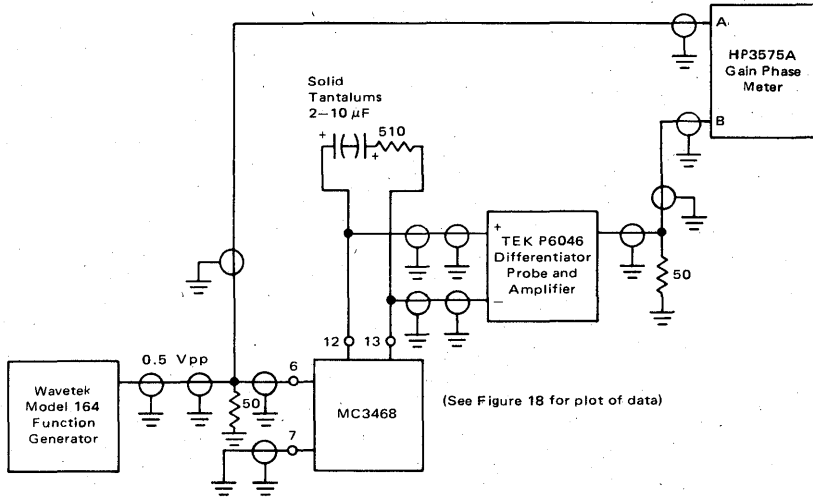 A
HP3575A
Gain Phase
Meter
B
Solid
Tantalums
2–10 μF
+
510
+
+
TEK P6046
Differentiator
Probe and
Amplifier
–
50
12
13
0.5 Vpp
6
Wavetek
Model 164
Function
Generator
50
MC3468
7
(See Figure 18 for plot of data)